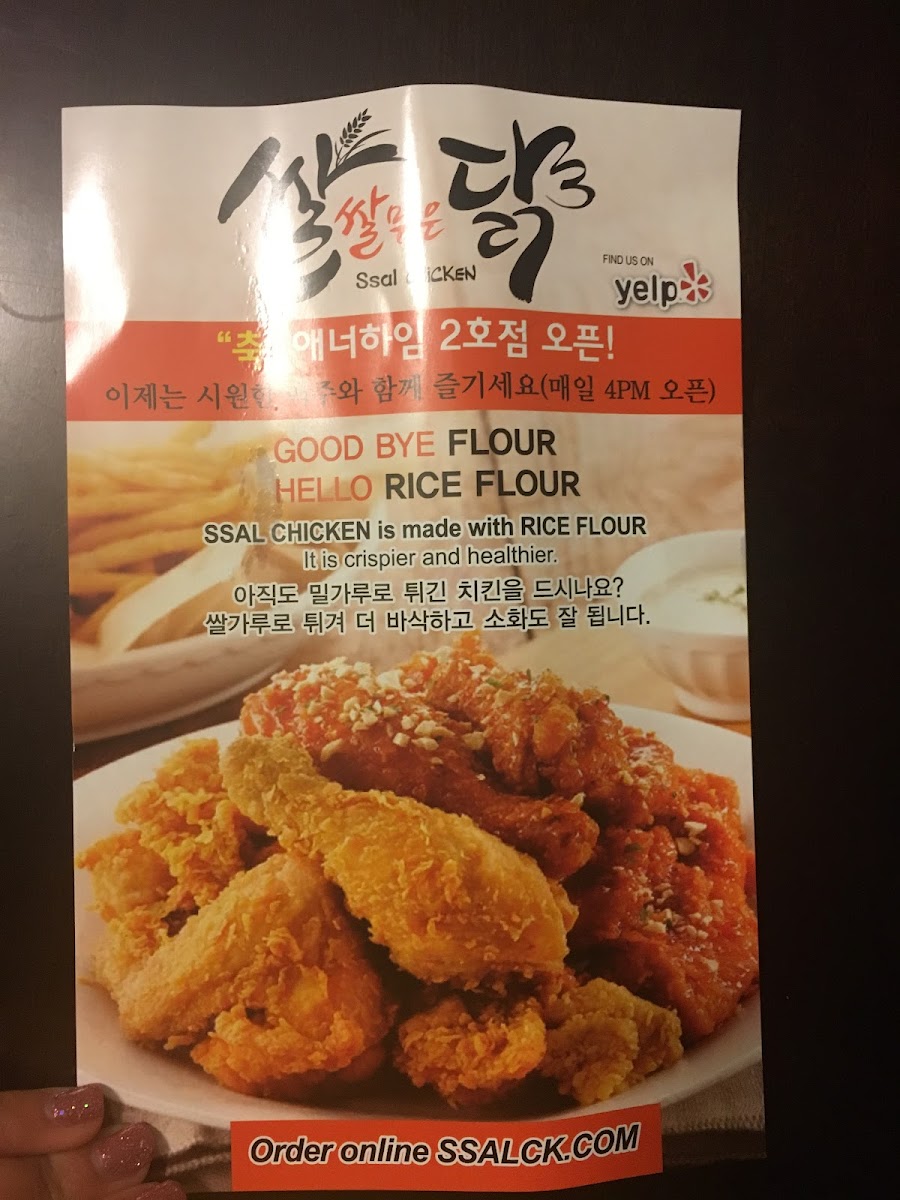 쌀 닭
쌀 먹은
Ssal CHICKEN
FIND US ON
yelp
애너하임 2호점 오픈!
이제는 시원한 함께 즐기세요(매일 4PM 오픈)
GOOD BYE FLOUR
HELLO RICE FLOUR
SSAL CHICKEN is made with RICE FLOUR
It is crispier and healthier.
아직도 밀가루로 튀긴 치킨을 드시나요?
쌀가루로 튀겨 더 바삭하고 소화도 잘 됩니다.
Order online SSALCK.COM